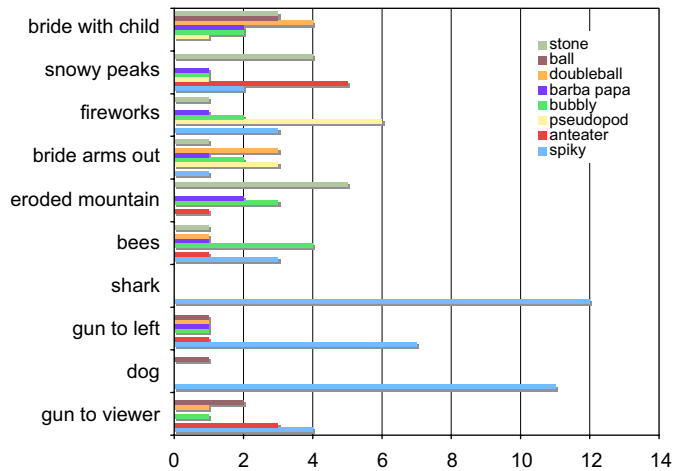 bride with child
snowy peaks
fireworks
bride arms out
eroded mountain
bees
shark
gun to left
dog
gun to viewer
stone
ball
doubleball
barba papa
bubbly
pseudopod
anteater
spiky
0 2 4 6 8 10 12 14